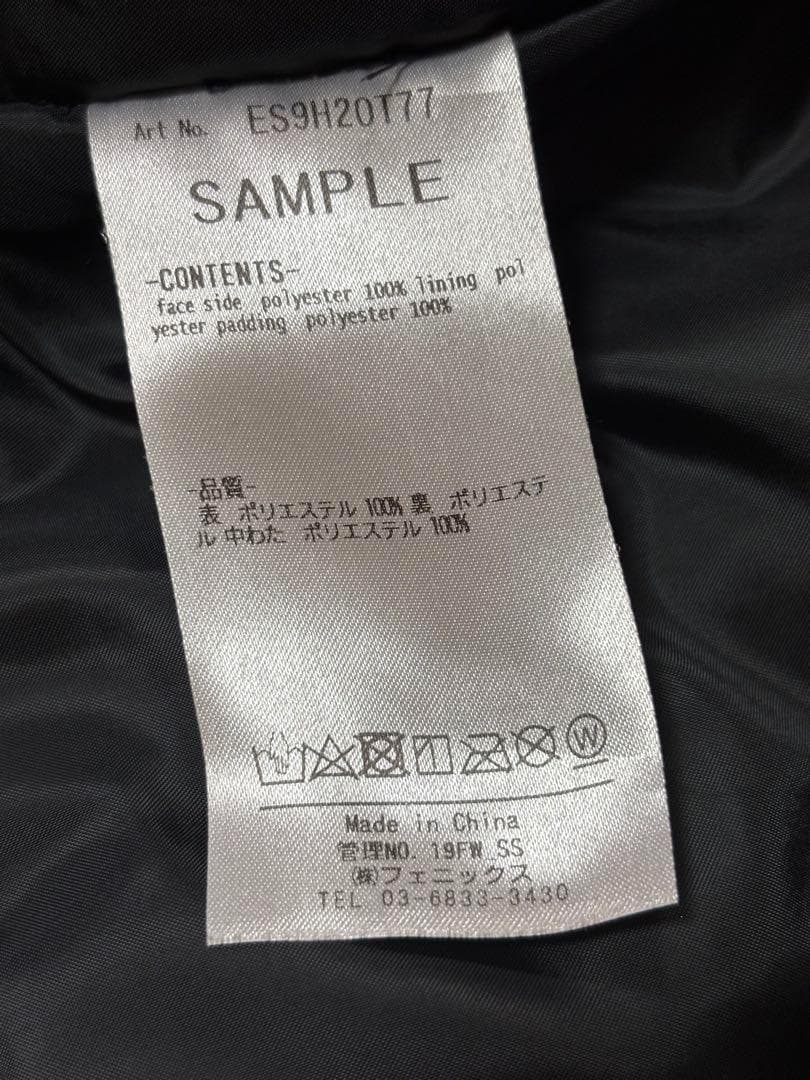 Art No. ES9H20T77
SAMPLE
-CONTENTS-
face side polyester 100% lining pol
yester padding polyester 100%
-品質-
表 ポリエステル 100% 裏 ポリエステ
ル 中わた ポリエステル 100%
W
Made in China
管理NO. 19FW_SS
㈱フェニックス
TEL 03-6833-3430